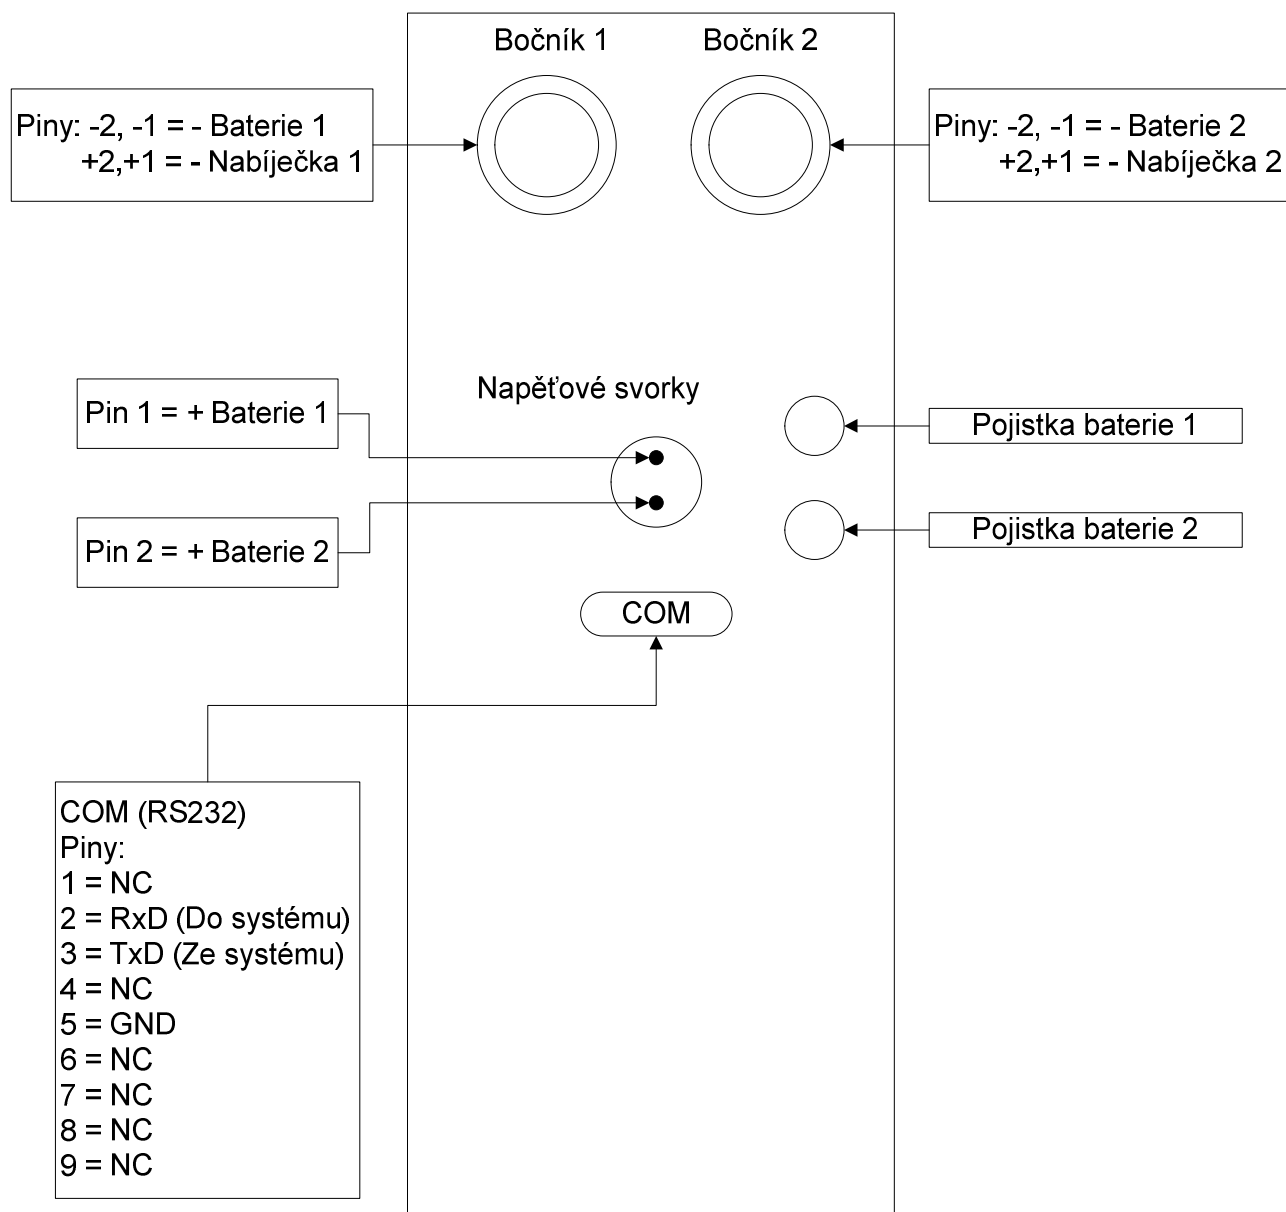 Bočník 1
Bočník 2
Piny: -2, -1 = - Baterie 1
+2,+1 = - Nabíječka 1
Piny: -2, -1 = - Baterie 2
+2,+1 = - Nabíječka 2
Napěťové svorky
Pin 1 = + Baterie 1
Pojistka baterie 1
Pin 2 = + Baterie 2
Pojistka baterie 2
COM
COM (RS232)
Piny:
1 = NC
2 = RxD (Do systému)
3 = TxD (Ze systému)
4 = NC
5 = GND
6 = NC
7 = NC
8 = NC
9 = NC